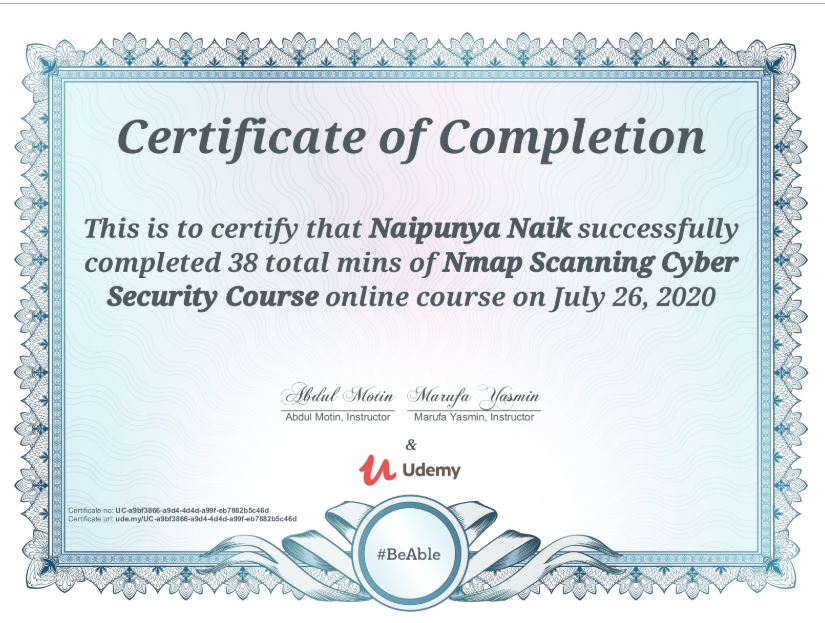 Certificate of Completion
This is to certify that Naipunya Naik successfully
completed 38 total mins of Nmap Scanning Cyber
Security Course online course on July 26, 2020
Abdul Motin Marufa Yasmin
Abdul Motin, Instructor Marufa Yasmin, Instructor
&
Udemy
Certificate no: UC-a9bf3866-a9d4-4d4d-a99f-eb7882b5c46d
Certificate url: ude.my/UC-a9bf3866-a9d4-4d4d-a99f-eb7882b5c46d
#BeAble